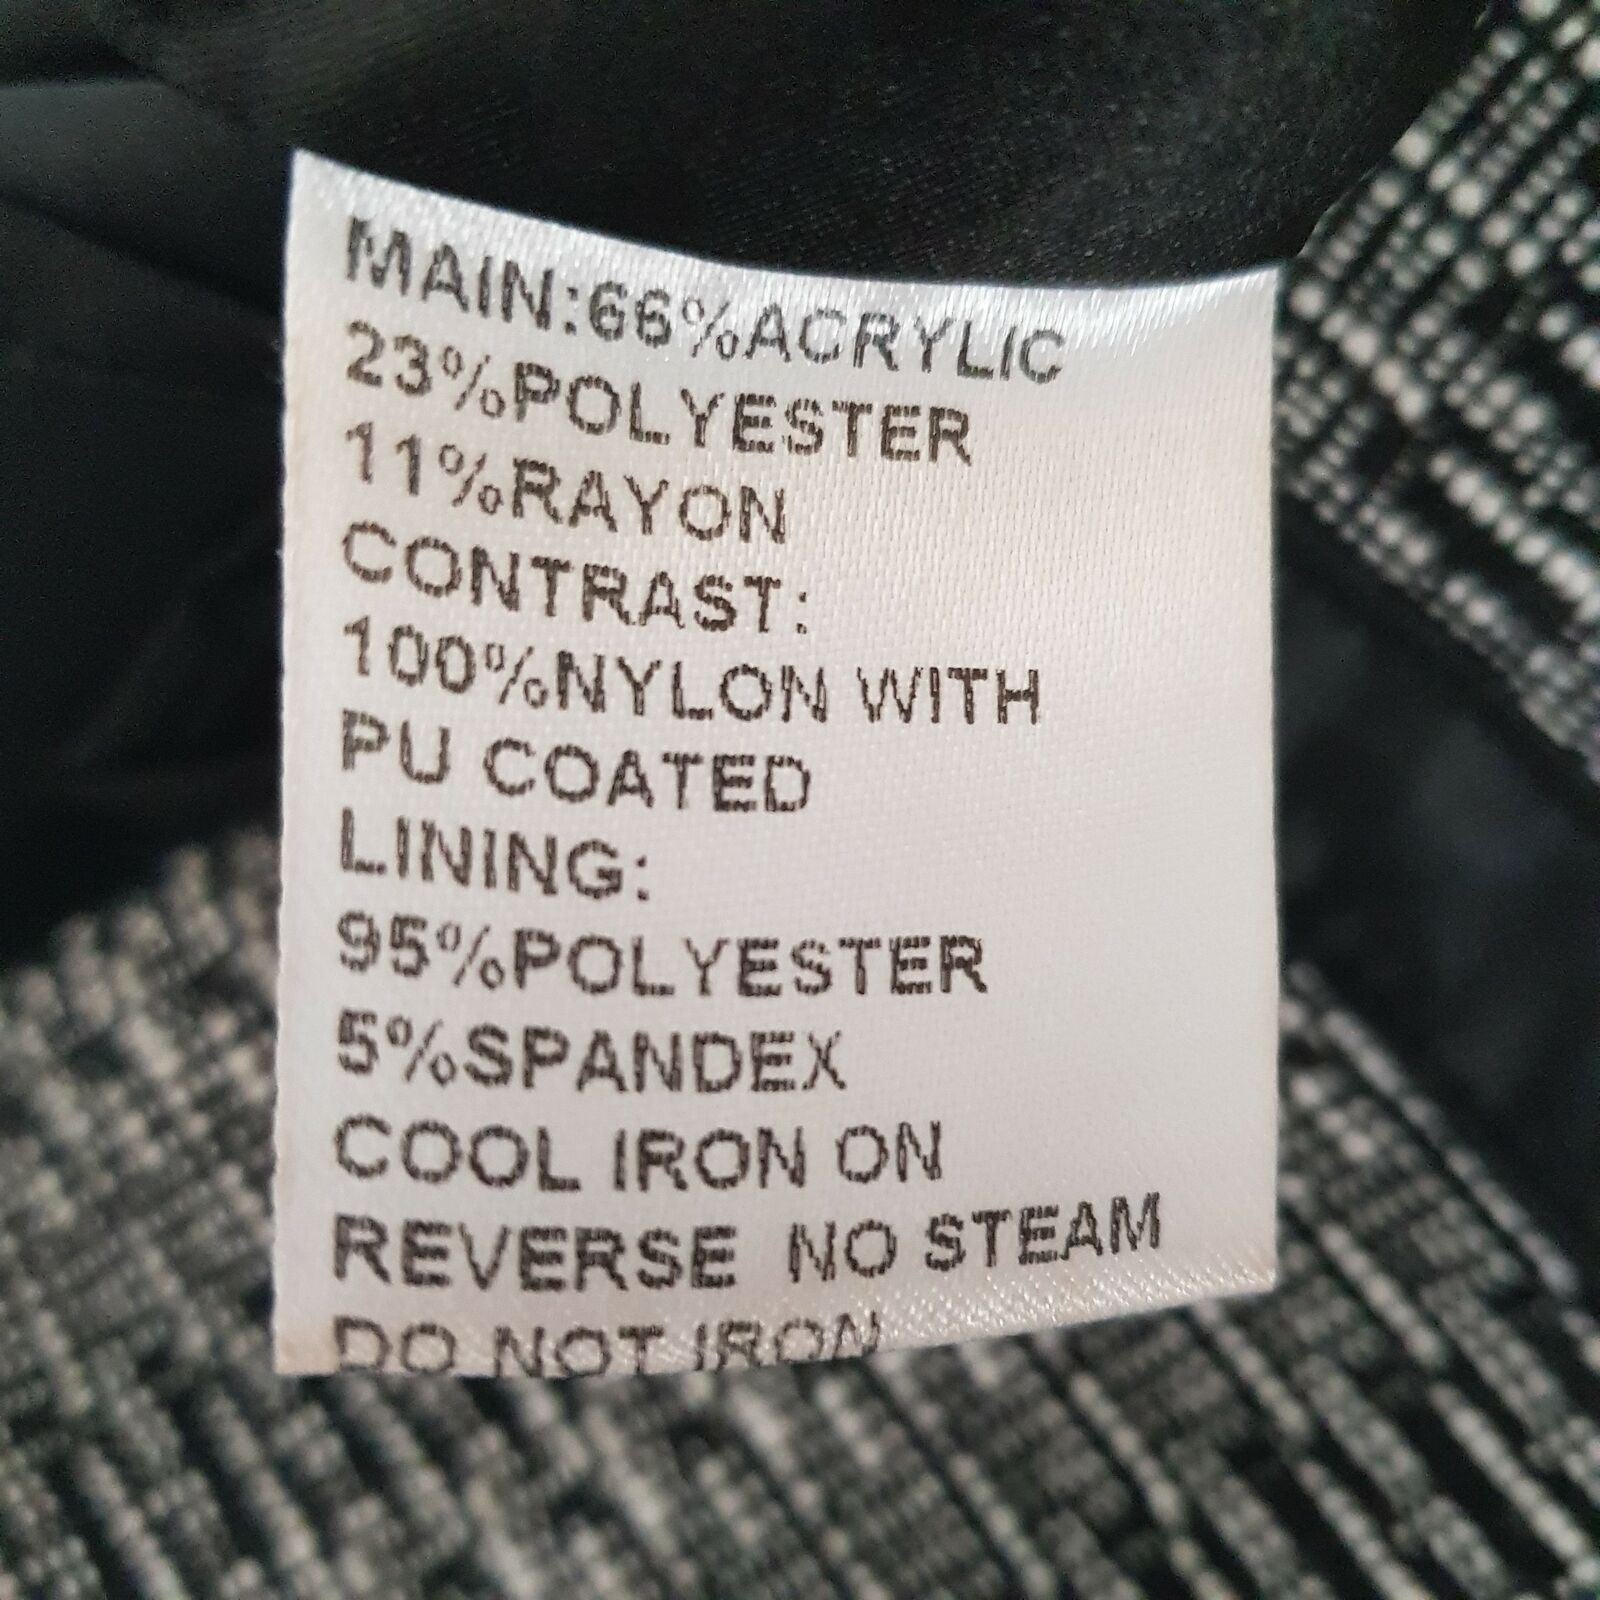 MAIN:66%ACRYLIC
23%POLYESTER
11%RAYON
CONTRAST:
100%NYLON WITH
PU COATED
LINING:
95%POLYESTER
5%SPANDEX
COOL IRON ON
REVERSE NO STEAM
DO NOT IRON